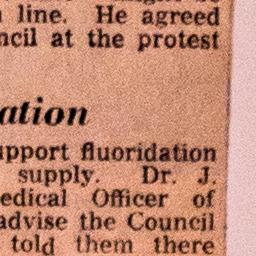 line. He agreed
ncil at the protest
ation
upport fluoridation
supply. Dr. J.
edical Officer of
advise the Council
told them there